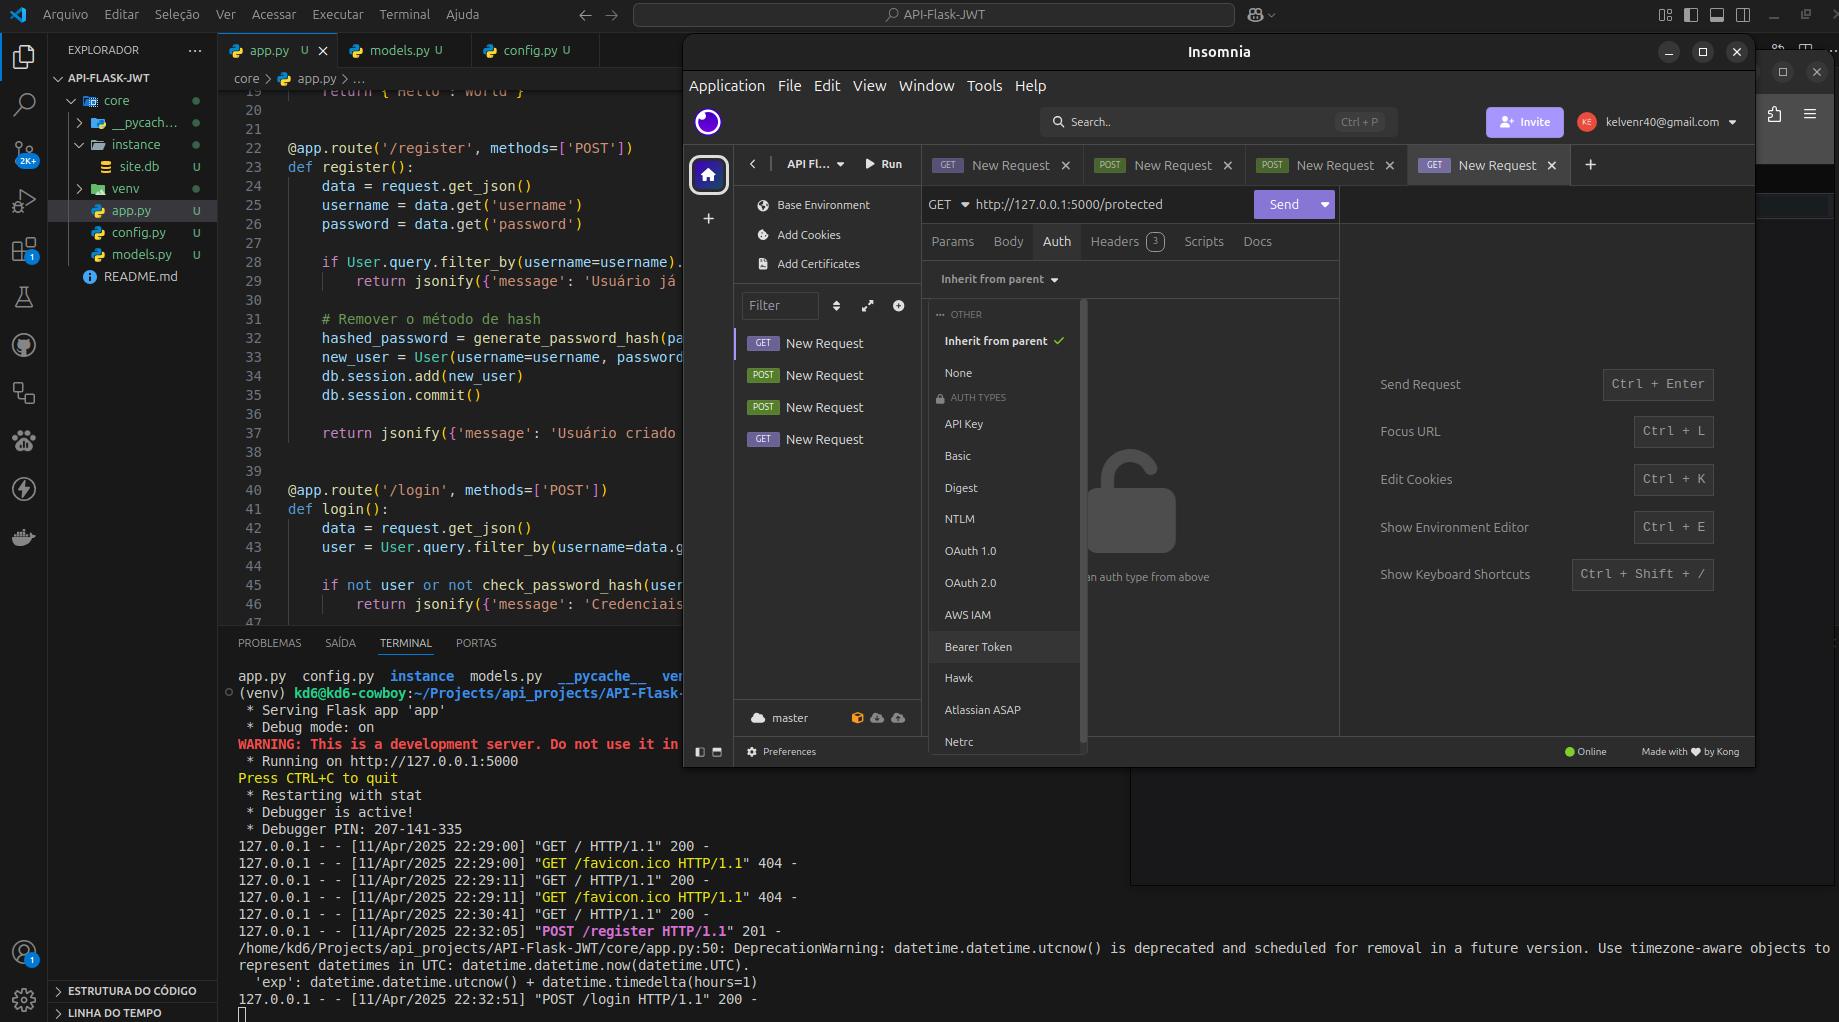 Arquivo Editar Seleção Ver Acessar Executar Terminal Ajuda
API-Flask-JWT
EXPLORADOR
API-FLASK-JWT
core
__pycach...
instance
site.db U
venv
app.py U
config.py U
models.py U
README.md
ESTRUTURA DO CÓDIGO
LINHA DO TEMPO
2K+
1
1
app.py U
models.py U
config.py U
core > app.py > ...
19 return {"Hello": "World"}
20
21
22 @app.route('/register', methods=['POST'])
23 def register():
24 data = request.get_json()
25 username = data.get('username')
26 password = data.get('password')
27
28 if User.query.filter_by(username=username).
29 return jsonify({'message': 'Usuário já
30
31 # Remover o método de hash
32 hashed_password = generate_password_hash(pa
33 new_user = User(username=username, password
34 db.session.add(new_user)
35 db.session.commit()
36
37 return jsonify({'message': 'Usuário criado
38
39
40 @app.route('/login', methods=['POST'])
41 def login():
42 data = request.get_json()
43 user = User.query.filter_by(username=data.g
44
45 if not user or not check_password_hash(user
46 return jsonify({'message': 'Credenciais
47
PROBLEMAS SAÍDA TERMINAL PORTAS
app.py config.py instance models.py __pycache__ ven
(venv) kd6@kd6-cowboy:~/Projects/api_projects/API-Flask-
* Serving Flask app 'app'
* Debug mode: on
WARNING: This is a development server. Do not use it in
* Running on http://127.0.0.1:5000
Press CTRL+C to quit
* Restarting with stat
* Debugger is active!
* Debugger PIN: 207-141-335
127.0.0.1 - - [11/Apr/2025 22:29:00] "GET / HTTP/1.1" 200 -
127.0.0.1 - - [11/Apr/2025 22:29:00] "GET /favicon.ico HTTP/1.1" 404 -
127.0.0.1 - - [11/Apr/2025 22:29:11] "GET / HTTP/1.1" 200 -
127.0.0.1 - - [11/Apr/2025 22:29:11] "GET /favicon.ico HTTP/1.1" 404 -
127.0.0.1 - - [11/Apr/2025 22:30:41] "GET / HTTP/1.1" 200 -
127.0.0.1 - - [11/Apr/2025 22:32:05] "POST /register HTTP/1.1" 201 -
/home/kd6/Projects/api_projects/API-Flask-JWT/core/app.py:50: DeprecationWarning: datetime.datetime.utcnow() is deprecated and scheduled for removal in a future version. Use timezone-aware objects to
represent datetimes in UTC: datetime.datetime.now(datetime.UTC).
'exp': datetime.datetime.utcnow() + datetime.timedelta(hours=1)
127.0.0.1 - - [11/Apr/2025 22:32:51] "POST /login HTTP/1.1" 200 -
Insomnia
Application File Edit View Window Tools Help
Search.. Ctrl + P
Invite
KE kelvenr40@gmail.com
API Fl... Run
Base Environment
Add Cookies
Add Certificates
Filter
GET New Request
POST New Request
POST New Request
GET New Request
master
Preferences
GET New Request
POST New Request
POST New Request
GET New Request
GET http://127.0.0.1:5000/protected Send
Params Body Auth Headers 3 Scripts Docs
Inherit from parent
OTHER
Inherit from parent
None
AUTH TYPES
API Key
Basic
Digest
NTLM
OAuth 1.0
OAuth 2.0
AWS IAM
Bearer Token
Hawk
Atlassian ASAP
Netrc
an auth type from above
Send Request Ctrl + Enter
Focus URL Ctrl + L
Edit Cookies Ctrl + K
Show Environment Editor Ctrl + E
Show Keyboard Shortcuts Ctrl + Shift + /
Online
Made with ❤ by Kong